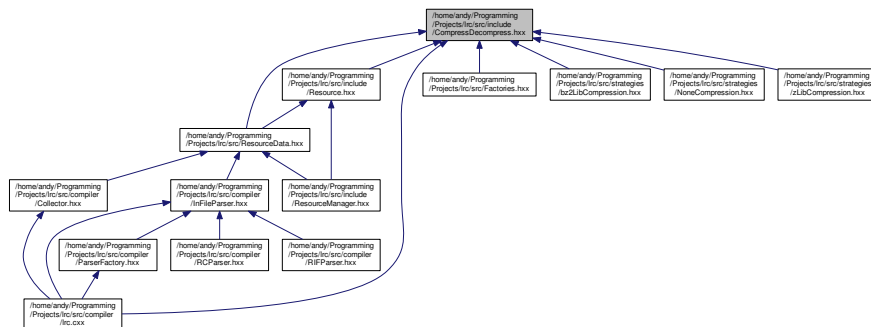 /home/andy/Programming
/Projects/lrc/src/include
/CompressDecompress.hxx
/home/andy/Programming
/Projects/lrc/src/include
/Resource.hxx
/home/andy/Programming
/Projects/lrc/src/Factories.hxx
/home/andy/Programming
/Projects/lrc/src/strategies
/bz2LibCompression.hxx
/home/andy/Programming
/Projects/lrc/src/strategies
/NoneCompression.hxx
/home/andy/Programming
/Projects/lrc/src/strategies
/zLibCompression.hxx
/home/andy/Programming
/Projects/lrc/src/ResourceData.hxx
/home/andy/Programming
/Projects/lrc/src/compiler
/Collector.hxx
/home/andy/Programming
/Projects/lrc/src/compiler
/InFileParser.hxx
/home/andy/Programming
/Projects/lrc/src/include
/ResourceManager.hxx
/home/andy/Programming
/Projects/lrc/src/compiler
/ParserFactory.hxx
/home/andy/Programming
/Projects/lrc/src/compiler
/RCParser.hxx
/home/andy/Programming
/Projects/lrc/src/compiler
/RIFParser.hxx
/home/andy/Programming
/Projects/lrc/src/compiler
/lrc.cxx